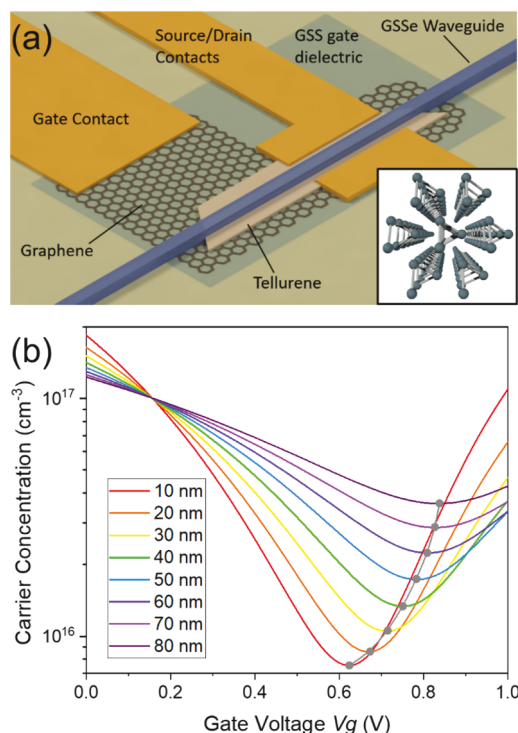 (a)
Source/Drain
Contacts
GSS gate
dielectric
GSSe Waveguide
Gate Contact
Graphene
Tellurene
(b)
Carrier Concentration (cm⁻³)
10¹⁷
10¹⁶
10 nm
20 nm
30 nm
40 nm
50 nm
60 nm
70 nm
80 nm
0.0 0.2 0.4 0.6 0.8 1.0
Gate Voltage Vg (V)